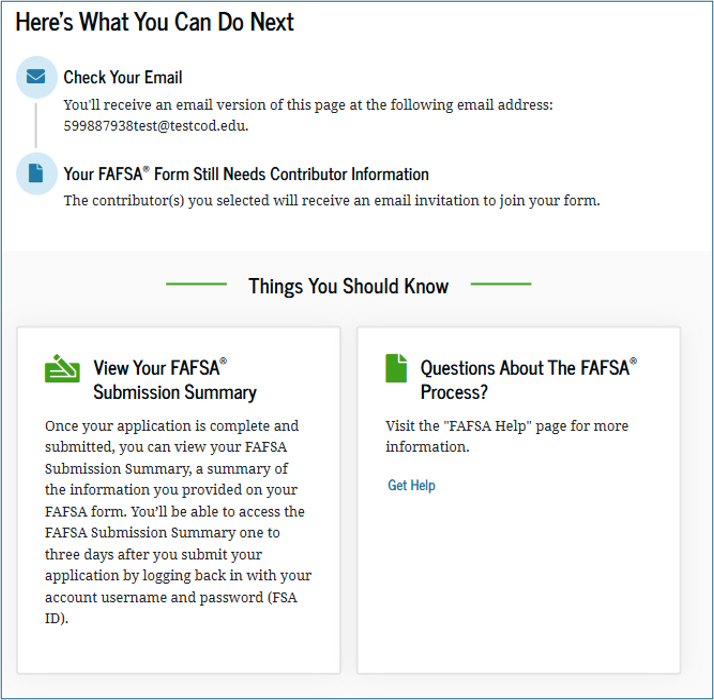 Here's What You Can Do Next
Check Your Email
You'll receive an email version of this page at the following email address:
599887938test@testcod.edu.
Your FAFSA® Form Still Needs Contributor Information
The contributor(s) you selected will receive an email invitation to join your form.
Things You Should Know
View Your FAFSA®
Submission Summary
Once your application is complete and
submitted, you can view your FAFSA
Submission Summary, a summary of
the information you provided on your
FAFSA form. You’ll be able to access the
FAFSA Submission Summary one to
three days after you submit your
application by logging back in with your
account username and password (FSA
ID).
Questions About The FAFSA®
Process?
Visit the "FAFSA Help" page for more
information.
Get Help